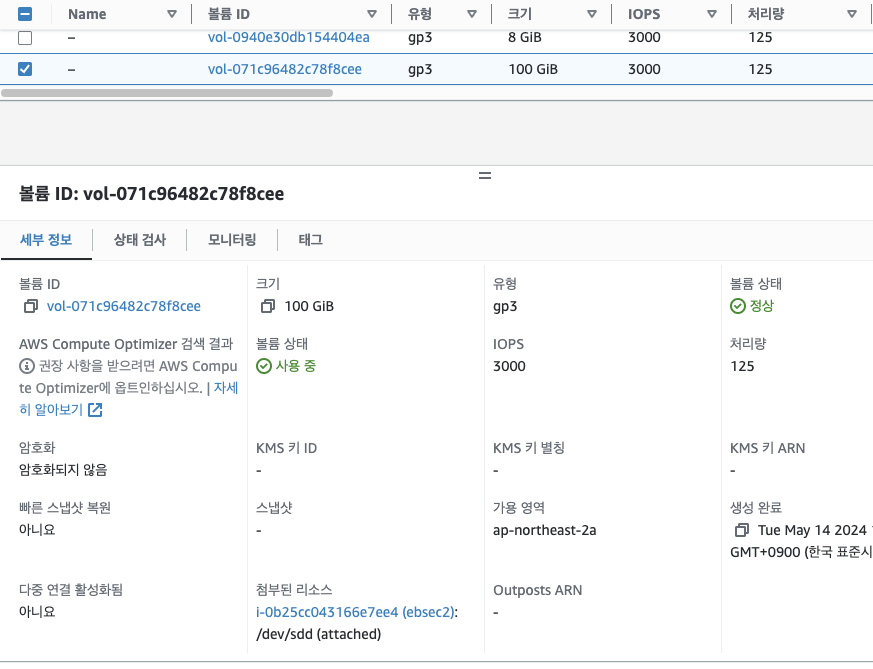 Name 볼륨 ID 유형 크기 IOPS 처리량
– vol-0940e30db154404ea gp3 8 GiB 3000 125
– vol-071c96482c78f8cee gp3 100 GiB 3000 125
볼륨 ID: vol-071c96482c78f8cee
세부 정보 상태 검사 모니터링 태그
볼륨 ID 크기 유형 볼륨 상태
vol-071c96482c78f8cee 100 GiB gp3 정상
AWS Compute Optimizer 검색 결과 볼륨 상태 IOPS 처리량
권장 사항을 받으려면 AWS Compu 사용 중 3000 125
te Optimizer에 옵트인하십시오. | 자세
히 알아보기
암호화 KMS 키 ID KMS 키 별칭 KMS 키 ARN
암호화되지 않음 - - -
빠른 스냅샷 복원 스냅샷 가용 영역 생성 완료
아니요 - ap-northeast-2a Tue May 14 2024
GMT+0900 (한국 표준시
다중 연결 활성화됨 첨부된 리소스 Outposts ARN
아니요 i-0b25cc043166e7ee4 (ebsec2): -
/dev/sdd (attached)